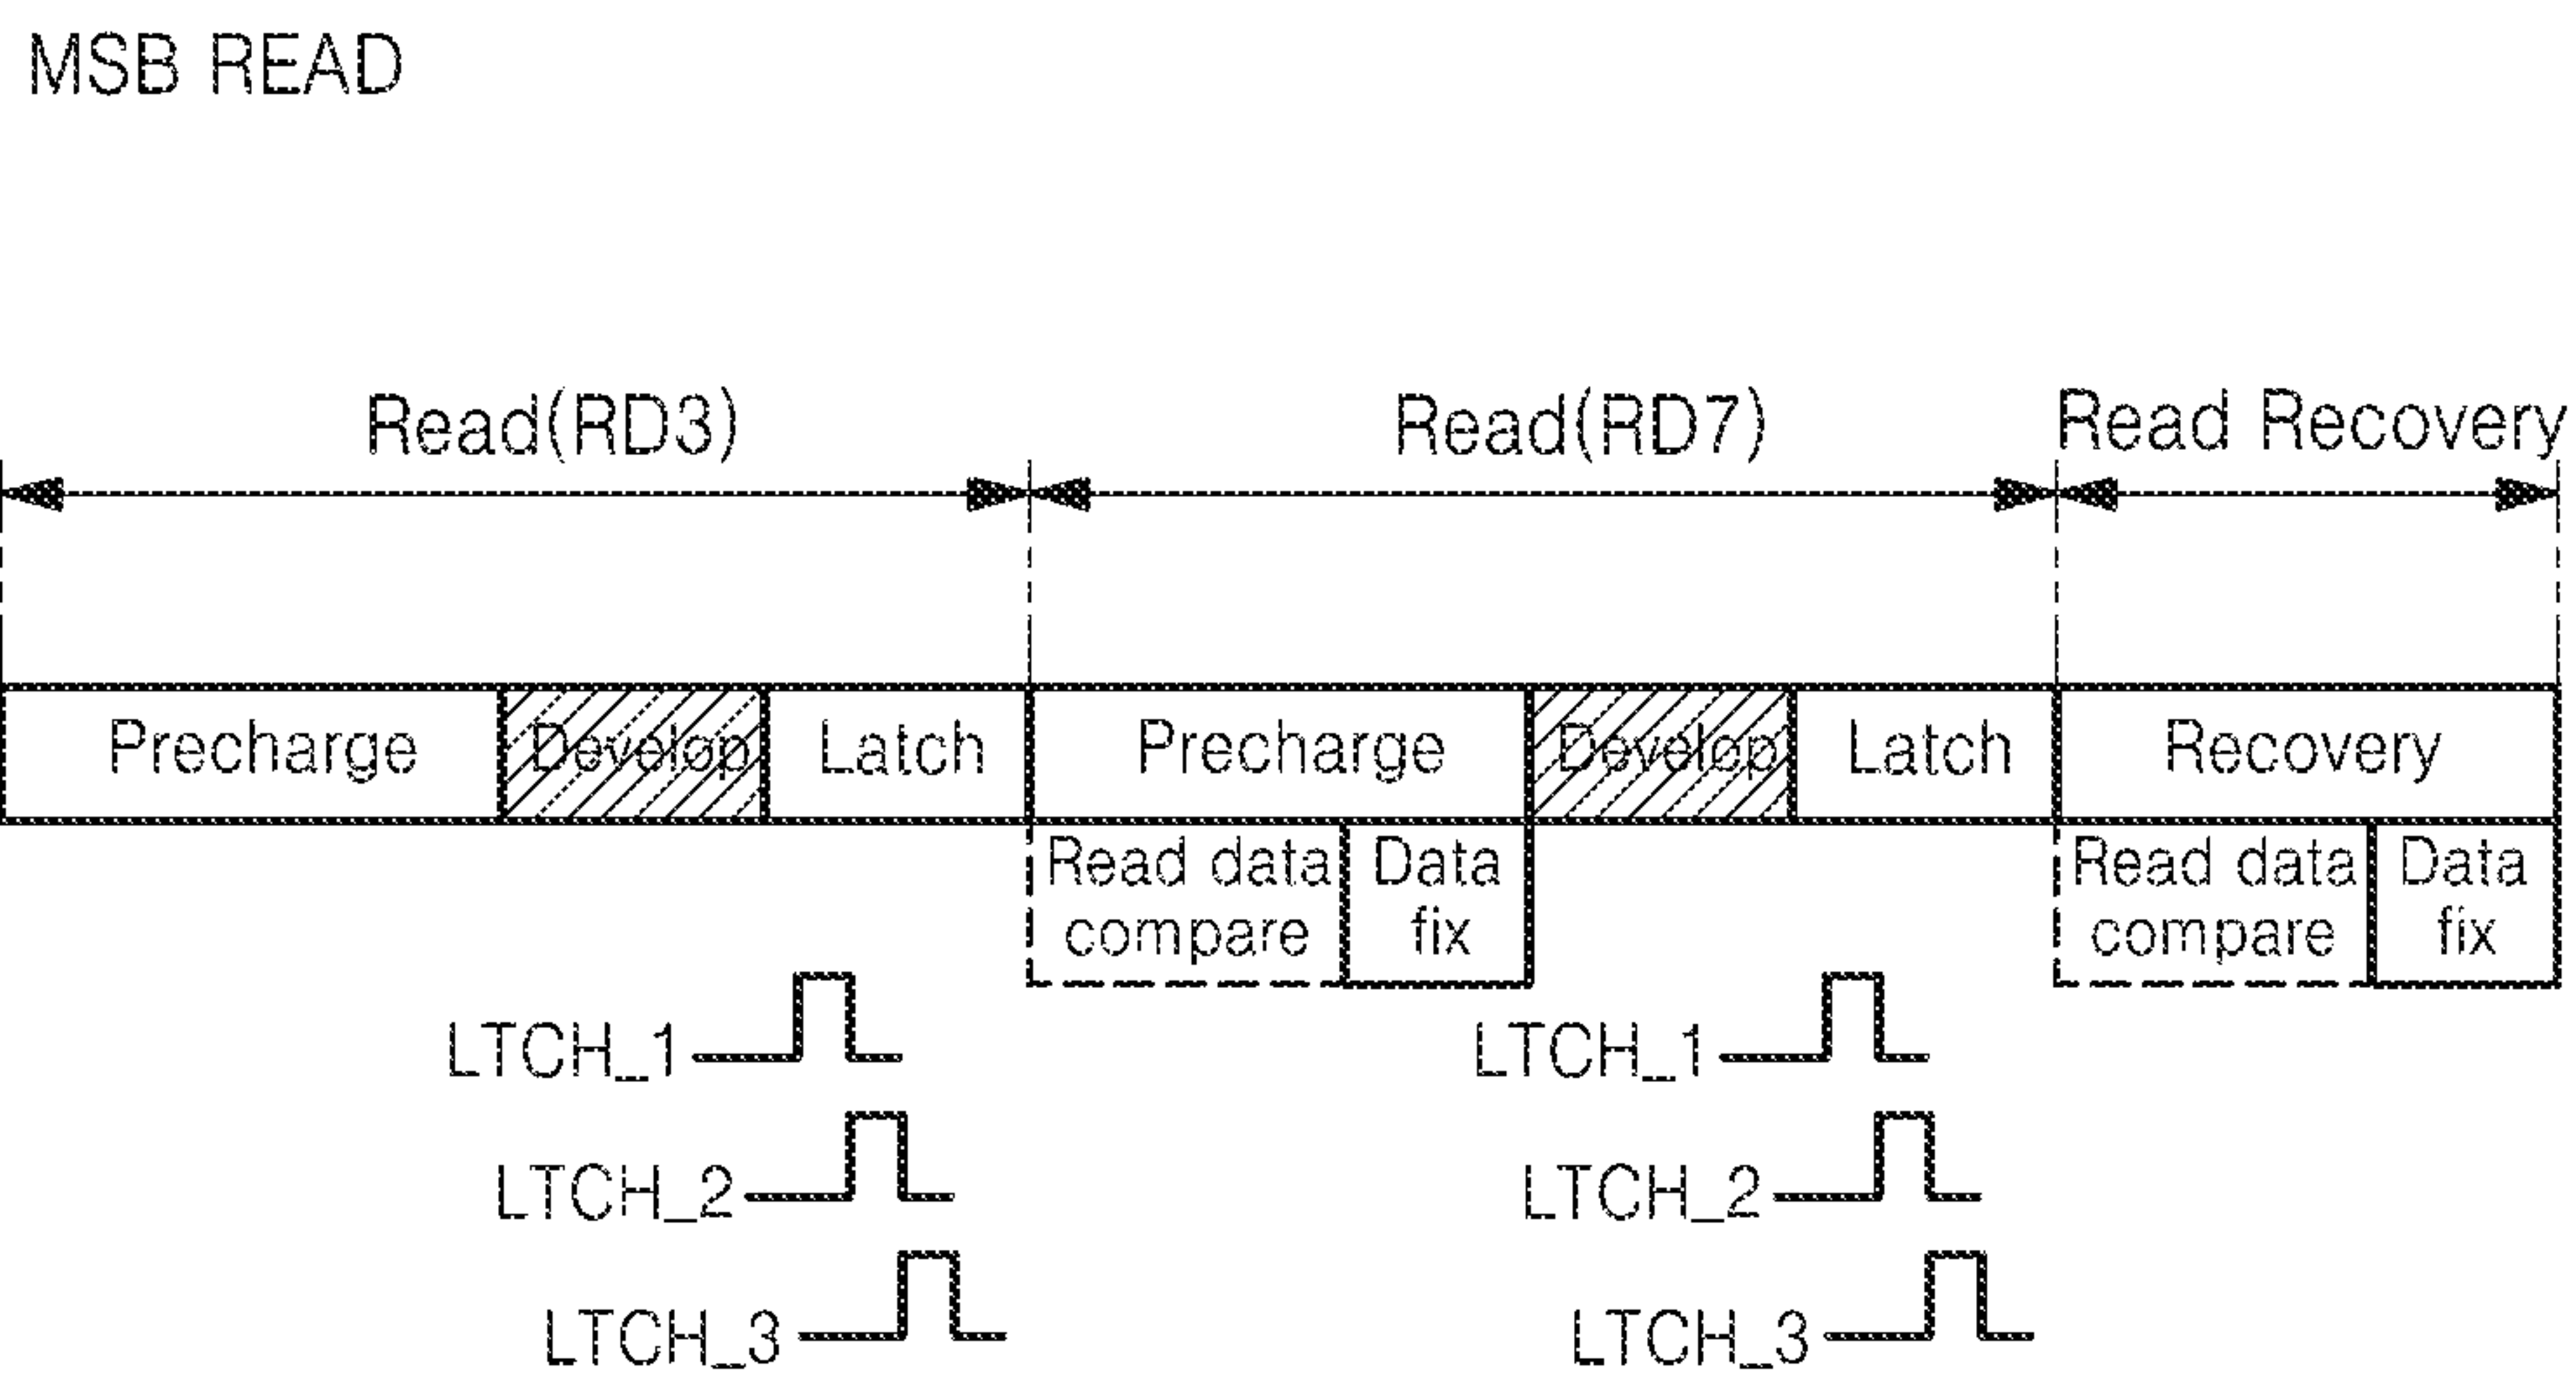 MSB READ
Read(RD3) Read(RD7) Read Recovery
Precharge Develop Latch Precharge Develop Latch Recovery
Read data Data Read data Data
compare fix compare fix
LTCH_1 LTCH_1
LTCH_2 LTCH_2
LTCH_3 LTCH_3